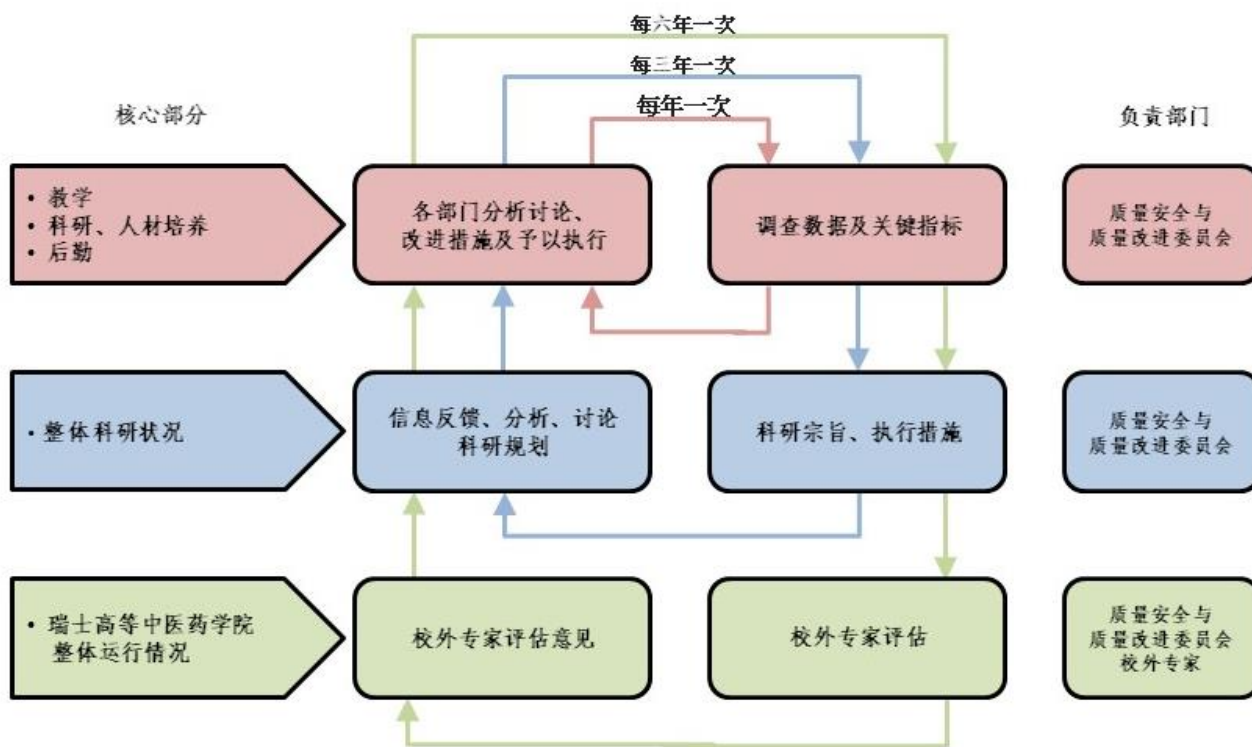 每六年一次
每三年一次
每年一次
核心部分
负责部门
• 教学
• 科研、人材培养
• 后勤
各部门分析讨论、
改进措施及予以执行
调查数据及关键指标
质量安全与
质量改进委员会
• 整体科研状况
信息反馈、分析、讨论
科研规划
科研宗旨、执行措施
质量安全与
质量改进委员会
• 瑞士高等中医药学院
整体运行情况
校外专家评估意见
校外专家评估
质量安全与
质量改进委员会
校外专家